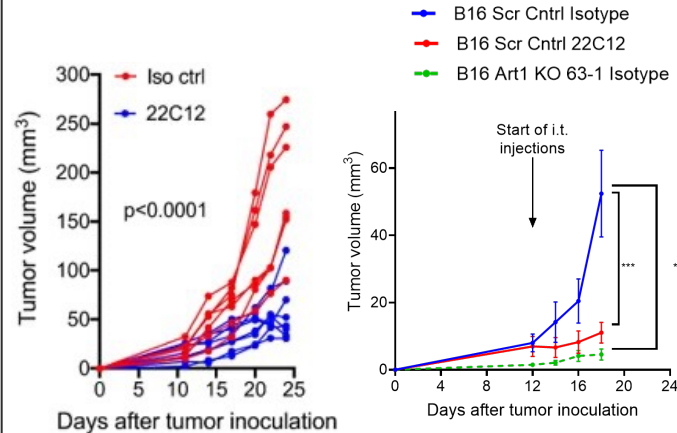 Iso ctrl
22C12
p<0.0001
Tumor volume (mm3)
300
250
200
150
100
50
0
0 5 10 15 20 25
Days after tumor inoculation
B16 Scr Cntrl Isotype
B16 Scr Cntrl 22C12
B16 Art1 KO 63-1 Isotype
Start of i.t.
injections
Tumor volume (mm3)
60
40
20
0
***
*
0 4 8 12 16 20 24
Days after tumor inoculation